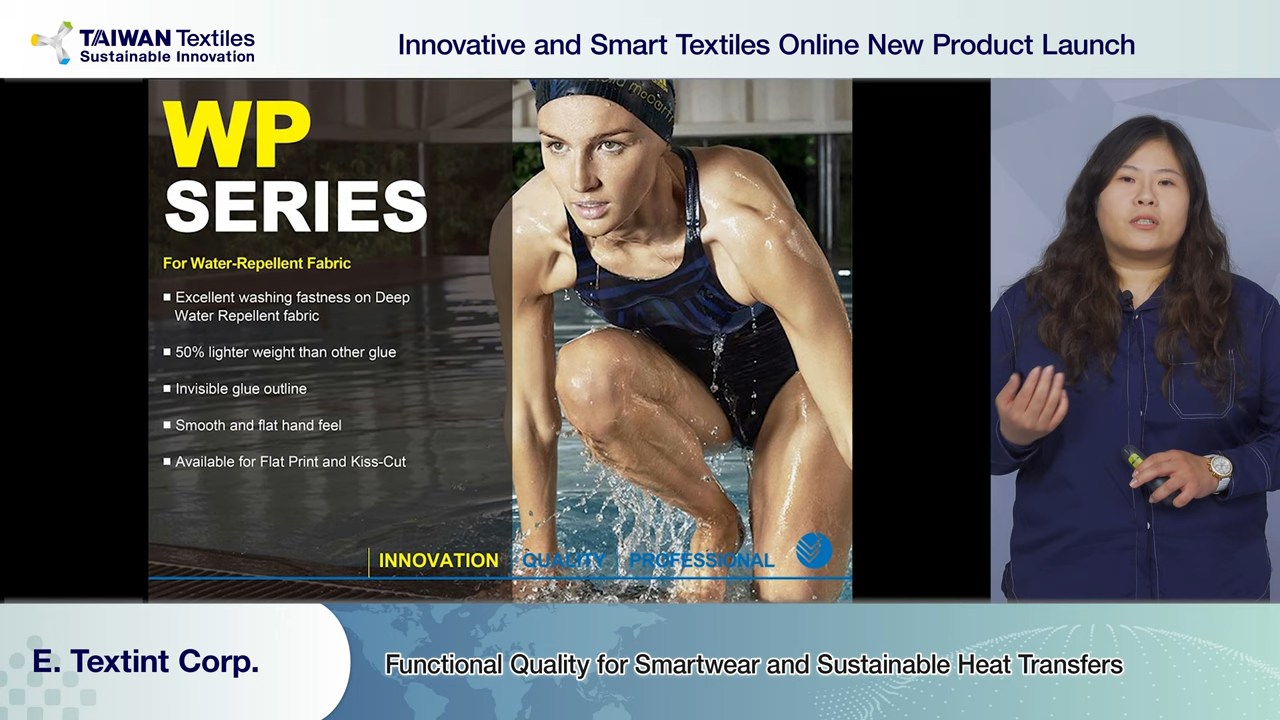 TAIWAN Textiles
Sustainable Innovation
Innovative and Smart Textiles Online New Product Launch
WP
SERIES
For Water-Repellent Fabric
Excellent washing fastness on Deep
Water Repellent fabric
50% lighter weight than other glue
Invisible glue outline
Smooth and flat hand feel
Available for Flat Print and Kiss-Cut
INNOVATION | QUALITY | PROFESSIONAL
E. Textint Corp.
Functional Quality for Smartwear and Sustainable Heat Transfers